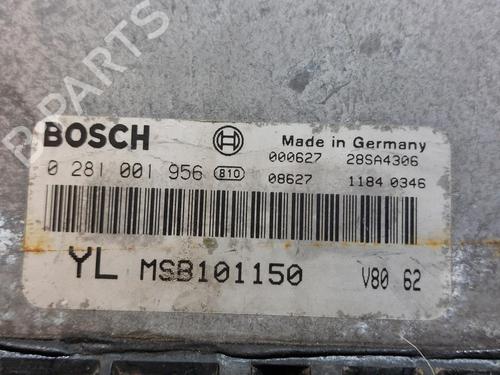 B-PARTS
BOSCH
Made in Germany
000627 28SA4306
0 281 001 956 B10
08627 1184 0346
YL MSB101150 V80 62